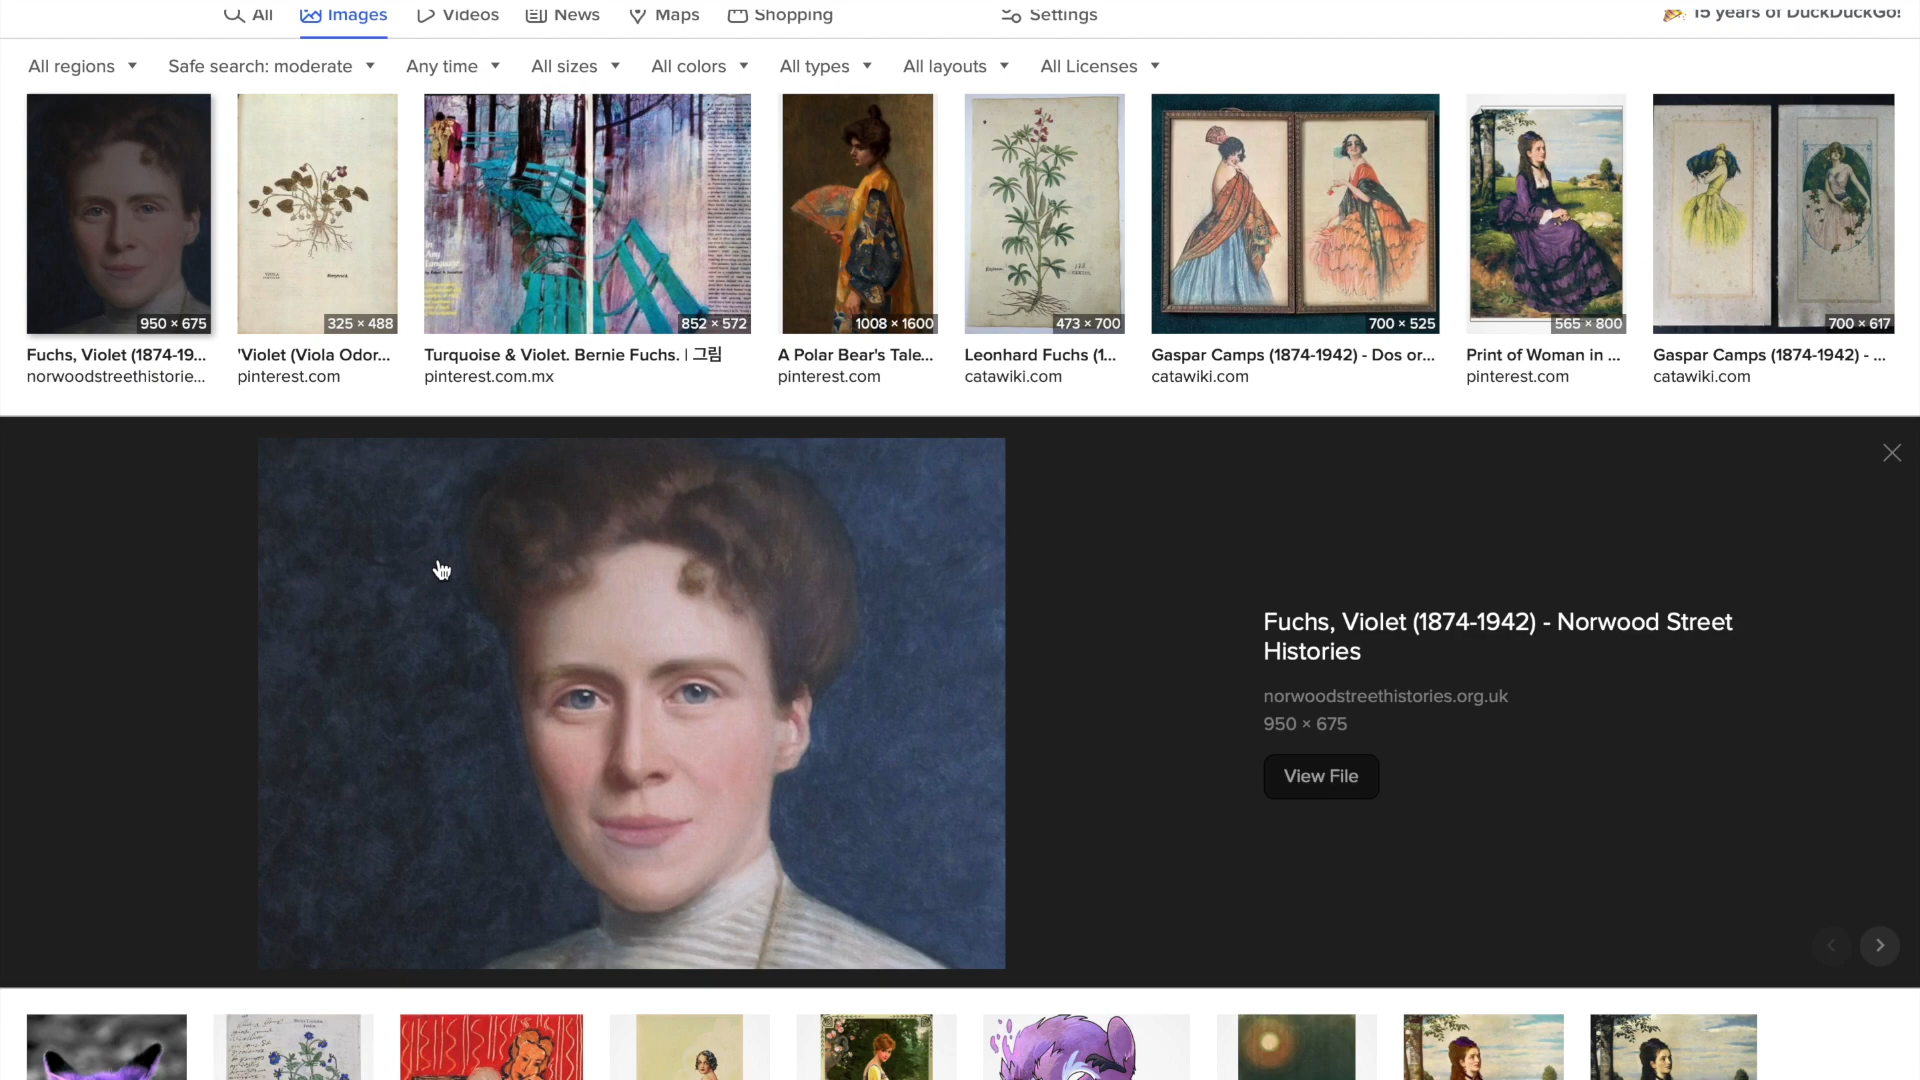 All Images Videos News Maps Shopping Settings 15 years of DuckDuckGo!
All regions Safe search: moderate Any time All sizes All colors All types All layouts All Licenses
950 × 675
325 × 488
852 × 572
1008 × 1600
473 × 700
700 × 525
565 × 800
700 × 617
Fuchs, Violet (1874-19...
norwoodstreethistorie...
'Violet (Viola Odor...
pinterest.com
Turquoise & Violet. Bernie Fuchs. | 그림
pinterest.com.mx
A Polar Bear's Tale...
pinterest.com
Leonhard Fuchs (1...
catawiki.com
Gaspar Camps (1874-1942) - Dos or...
catawiki.com
Print of Woman in ...
pinterest.com
Gaspar Camps (1874-1942) - ...
catawiki.com
Fuchs, Violet (1874-1942) - Norwood Street
Histories
norwoodstreethistories.org.uk
950 × 675
View File